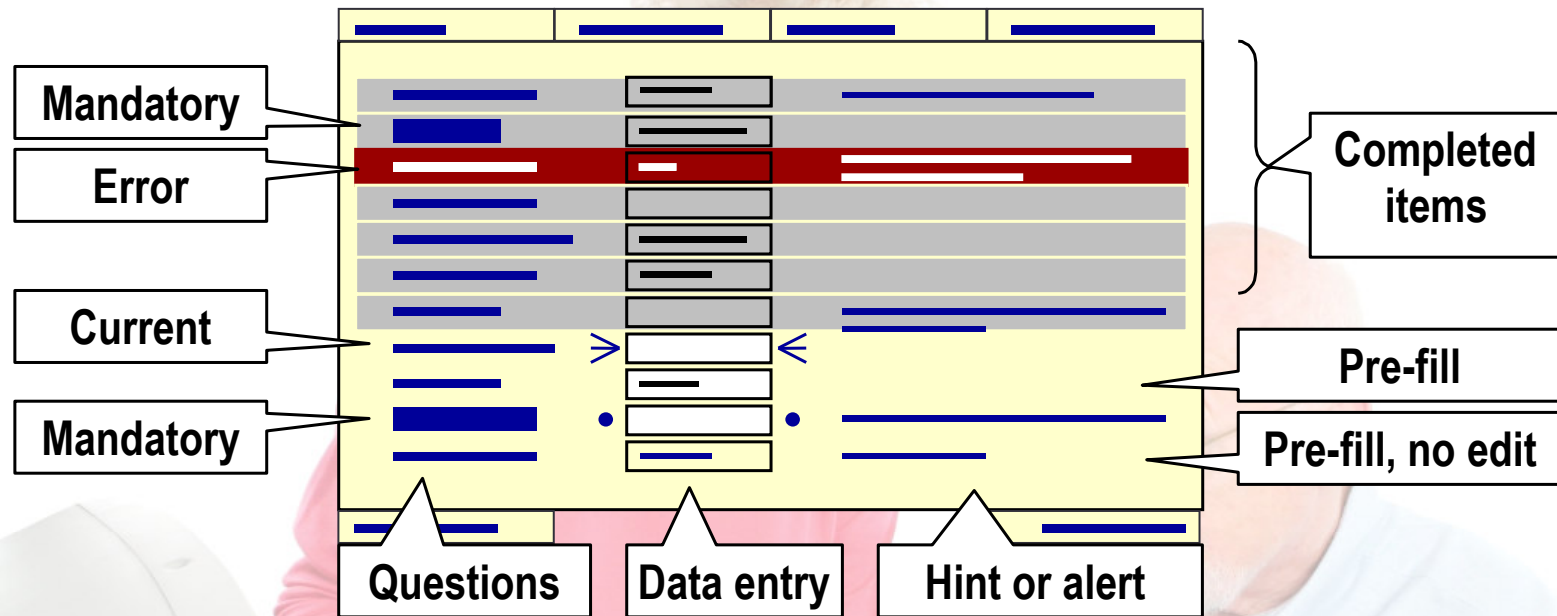 Mandatory
Error
Current
Mandatory
Completed
items
Pre-fill
Pre-fill, no edit
Questions
Data entry
Hint or alert